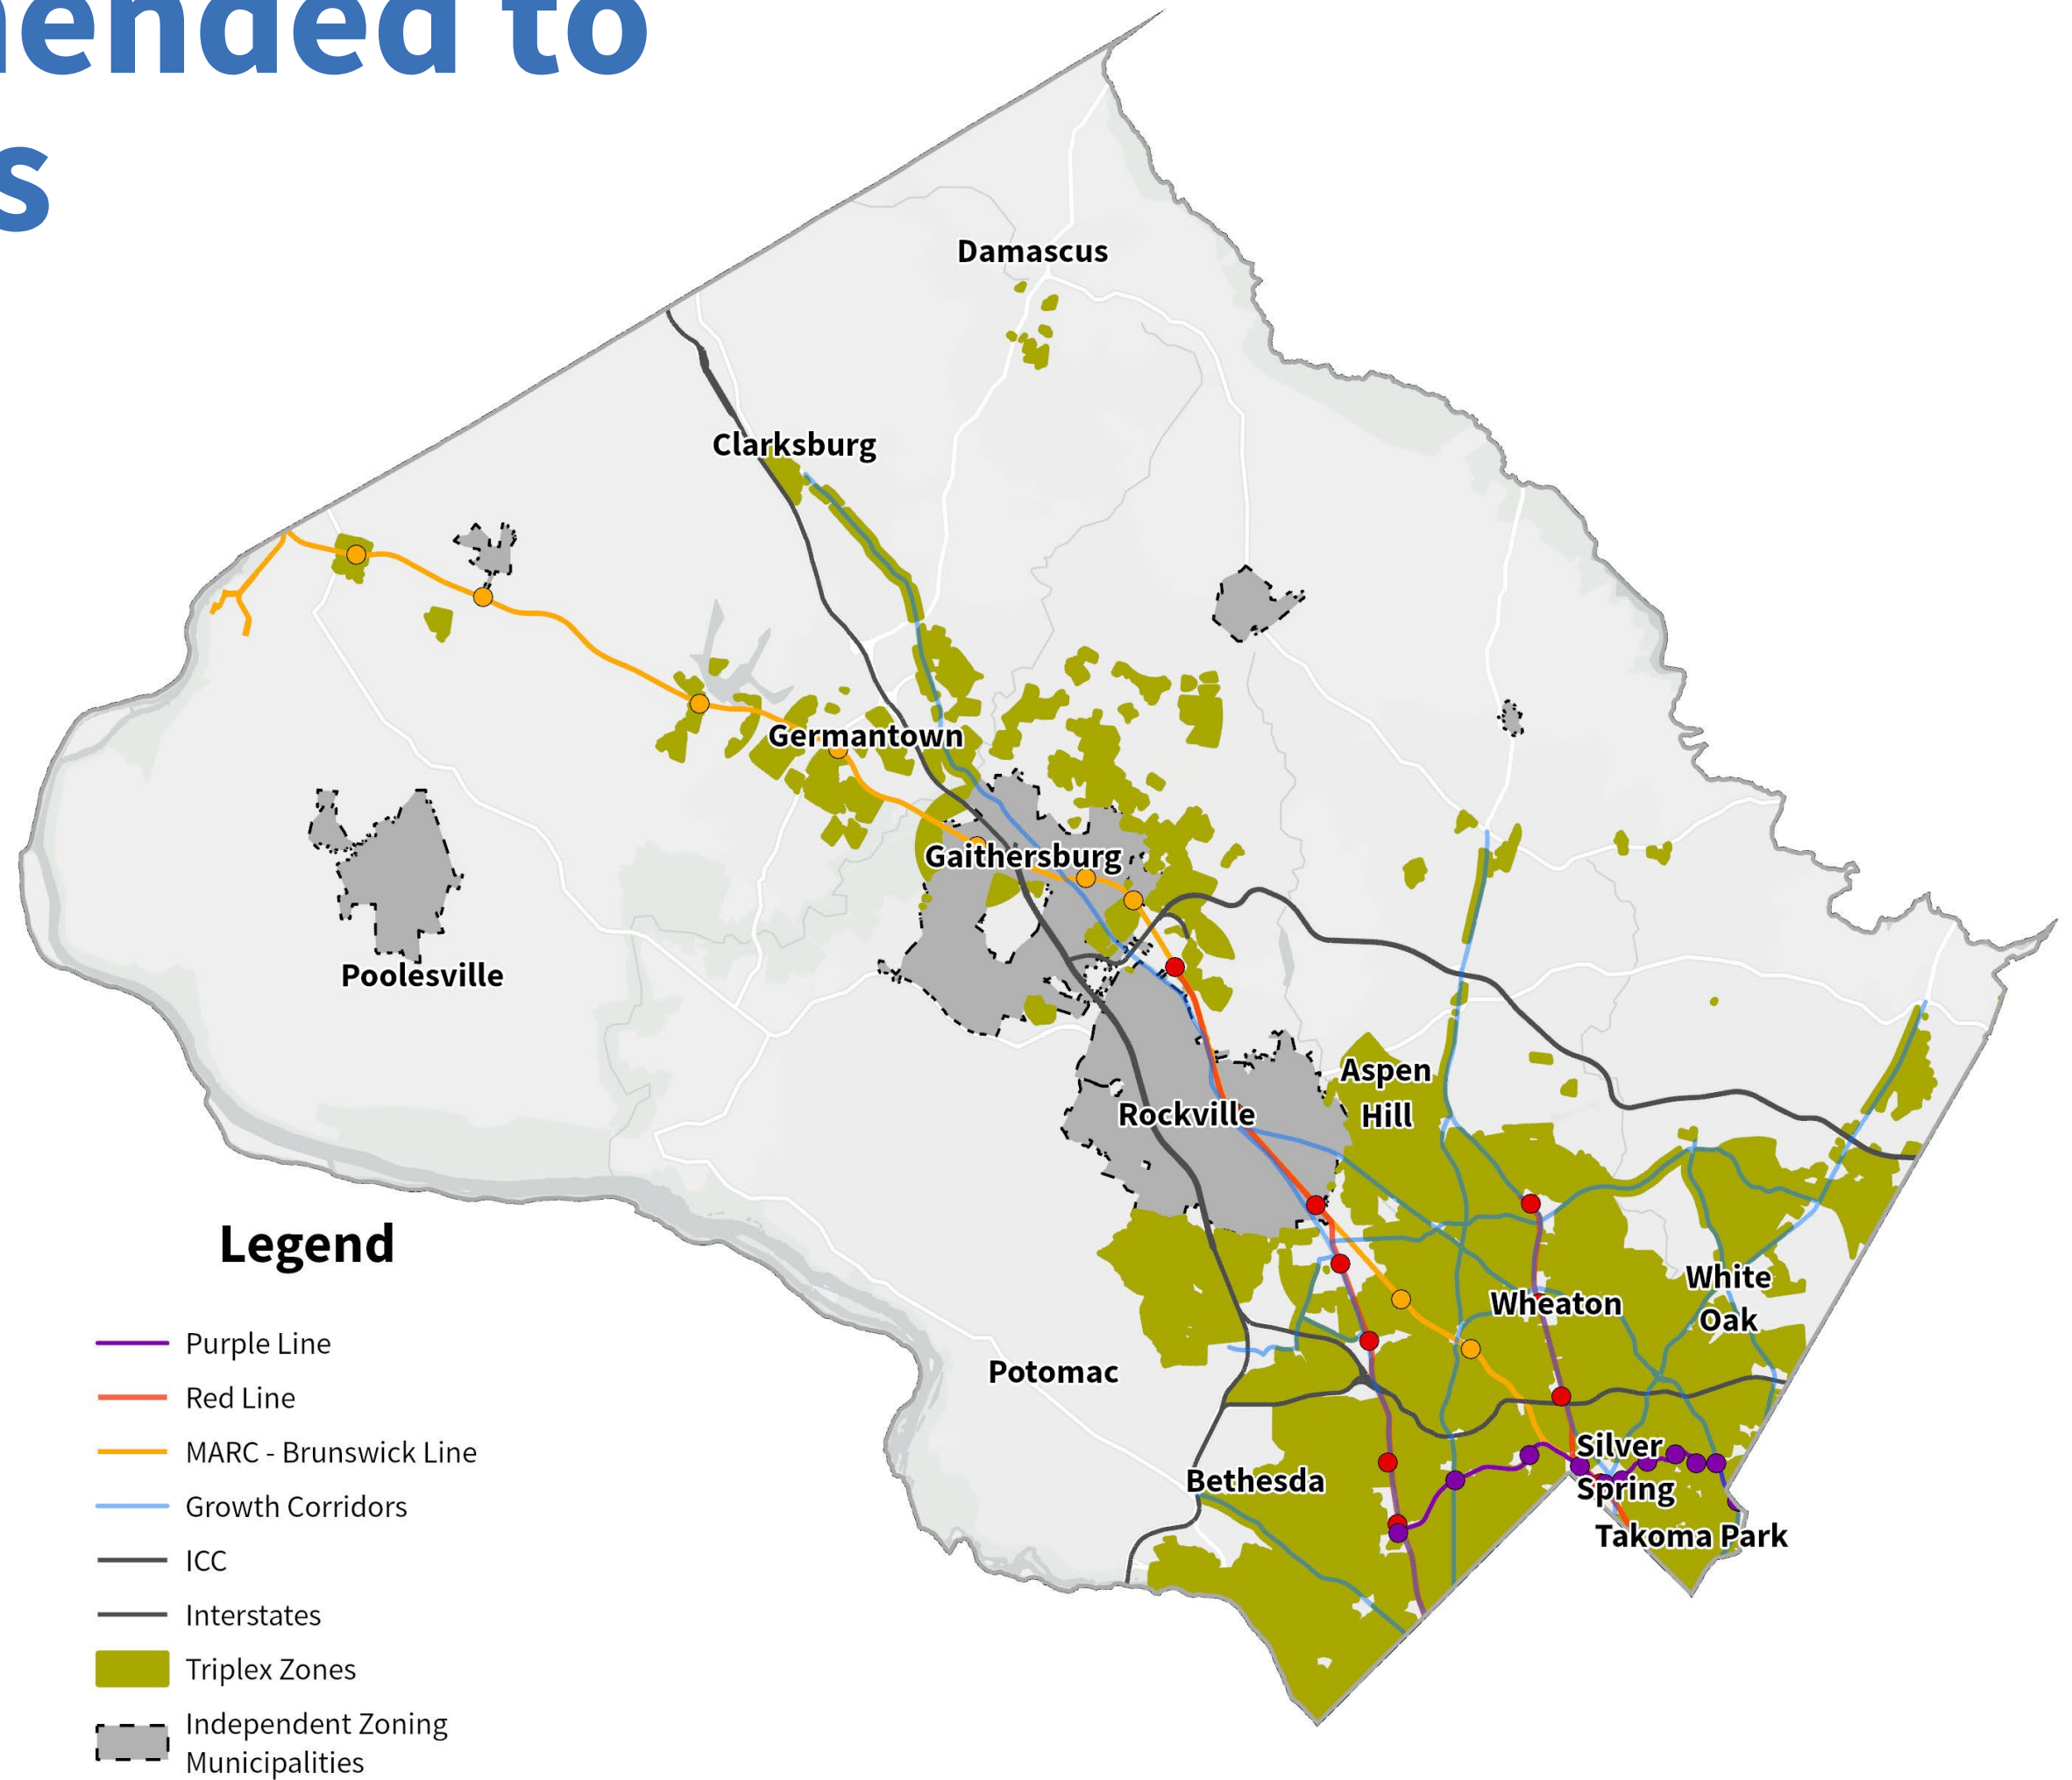 mended to
s
Damascus
Clarksburg
Germantown
Gaithersburg
Poolesville
Aspen
Hill
Rockville
White
Oak
Wheaton
Potomac
Silver
Spring
Bethesda
Takoma Park
Legend
Purple Line
Red Line
MARC - Brunswick Line
Growth Corridors
ICC
Interstates
Triplex Zones
Independent Zoning
Municipalities